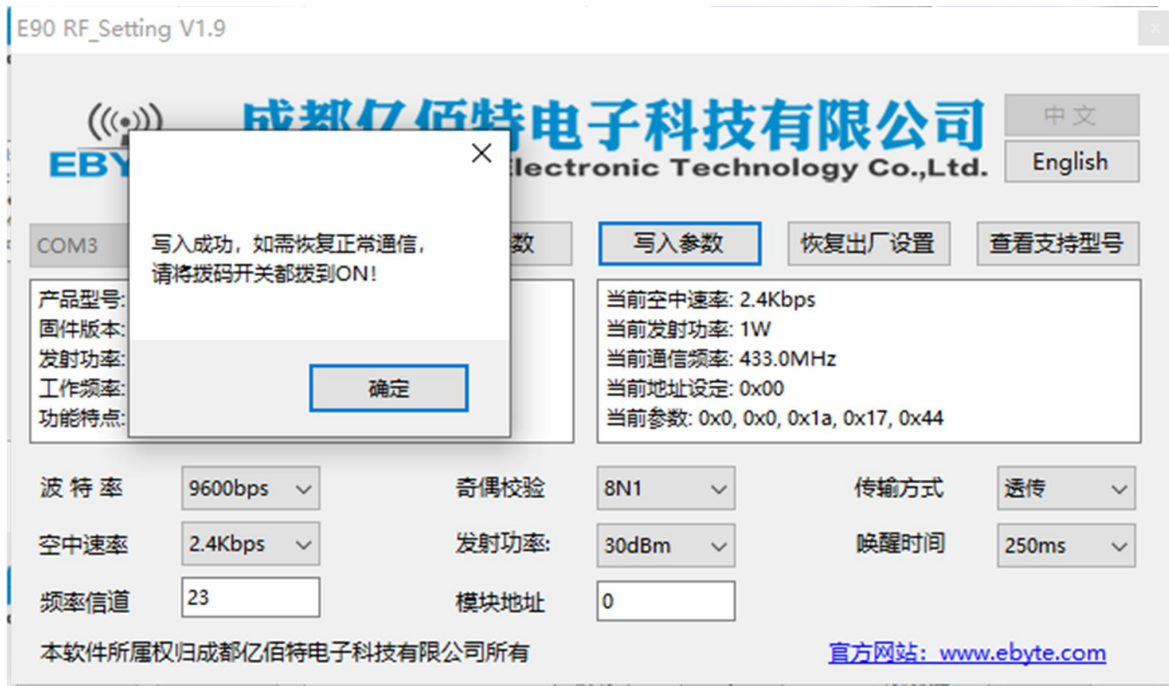 E90 RF_Setting V1.9
成都亿佰特电子科技有限公司
Electronic Technology Co.,Ltd.
中 文
English
写入成功，如需恢复正常通信，
请将拨码开关都拨到ON！
确定
COM3
数
写入参数
恢复出厂设置
查看支持型号
产品型号:
固件版本:
发射功率:
工作频率:
功能特点:
当前空中速率: 2.4Kbps
当前发射功率: 1W
当前通信频率: 433.0MHz
当前地址设定: 0x00
当前参数: 0x0, 0x0, 0x1a, 0x17, 0x44
波 特 率 9600bps 奇偶校验 8N1 传输方式 透传
空中速率 2.4Kbps 发射功率: 30dBm 唤醒时间 250ms
频率信道 23 模块地址 0
本软件所属权归成都亿佰特电子科技有限公司所有 官方网站：www.ebyte.com